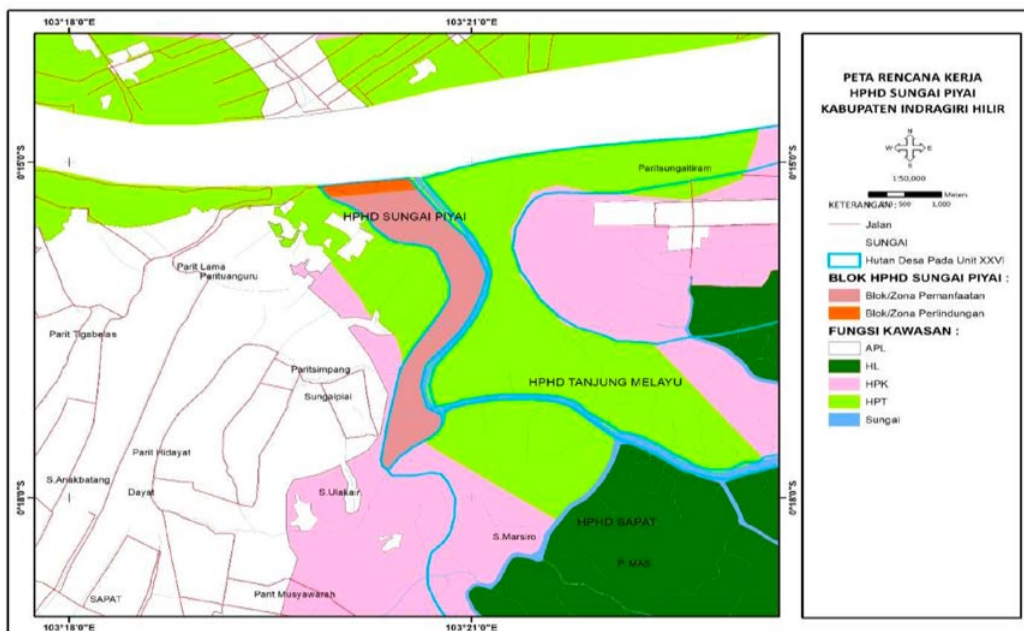 103°18'0"E
103°21'0"E
0°15'0"S
0°15'0"S
Paritsungaitiram
HPHD SUNGAI PIYAI
Parit Lama
Parituanguru
Parit Tigabelas
Paritsimpang
Sungaipiai
HPHD TANJUNG MELAYU
Parit Hidayat
S.Anakbatang
Dayat
S.Ulakair
0°18'0"S
0°18'0"S
HPHD SAPAT
S.Marsiro
P.MAS
SAPAT
Parit Musyawarah
103°18'0"E
103°21'0"E
PETA RENCANA KERJA
HPHD SUNGAI PIYAI
KABUPATEN INDRAGIRI HILIR
N
W E
S
1:50,000
Meters
500 1,000
KETERANGAN :
Jalan
SUNGAI
Hutan Desa Pada Unit XXVI
BLOK HPHD SUNGAI PIYAI :
Blok/Zona Pemanfaatan
Blok/Zona Perlindungan
FUNGSI KAWASAN :
APL
HL
HPK
HPT
Sungai